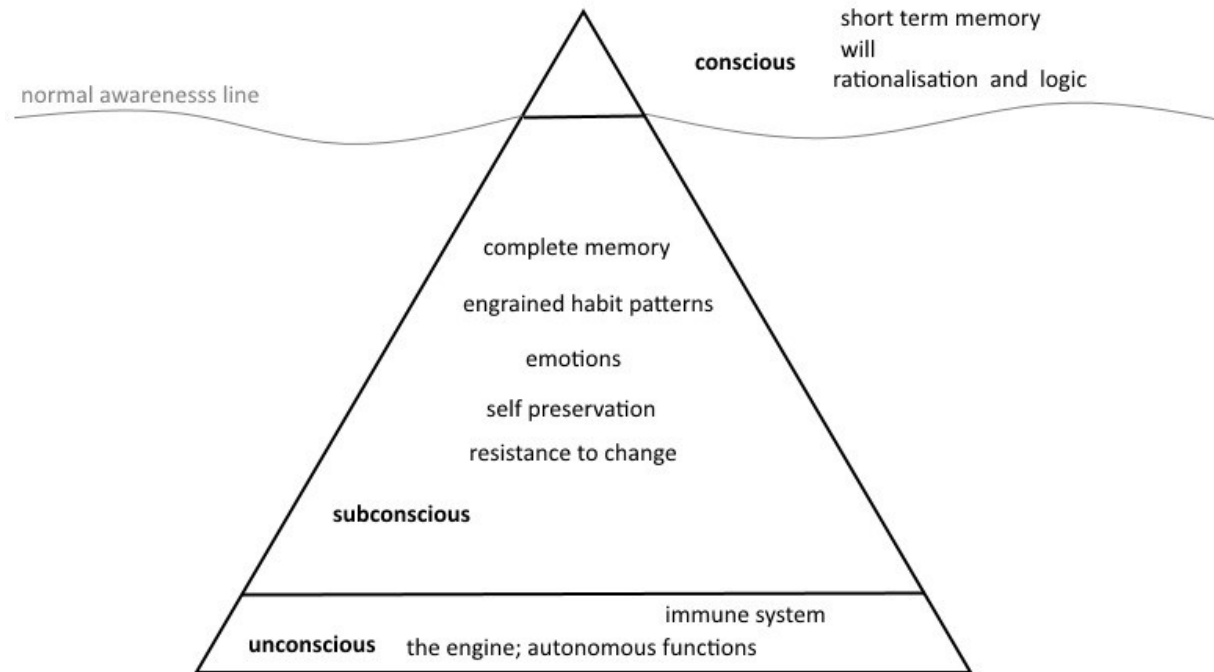 short term memory
will
conscious
rationalisation and logic
normal awarenesss line
complete memory
engrained habit patterns
emotions
self preservation
resistance to change
subconscious
immune system
unconscious the engine; autonomous functions